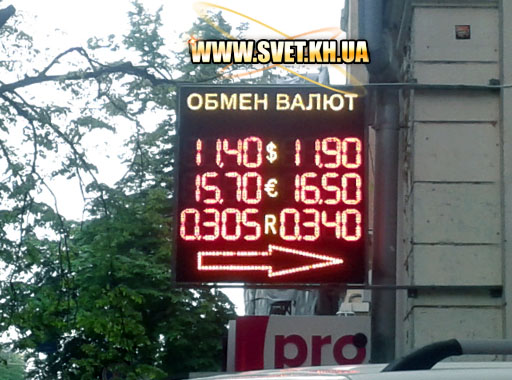 WWW.SVET.KH.UA
ОБМЕН ВАЛЮТ
11.40 $ 11.90
15.70 € 16.50
0.305 R 0.340
pro